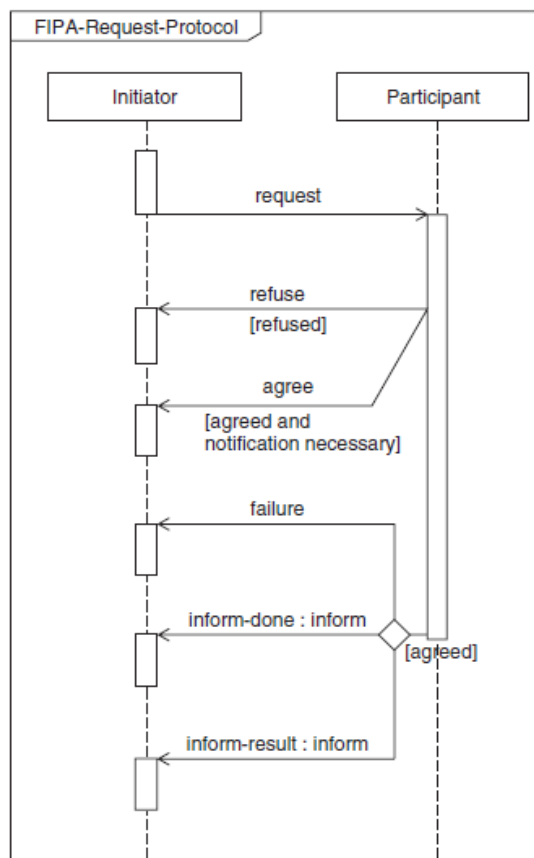 FIPA-Request-Protocol
Initiator
Participant
request
refuse
[refused]
agree
[agreed and
notification necessary]
failure
inform-done : inform
[agreed]
inform-result : inform